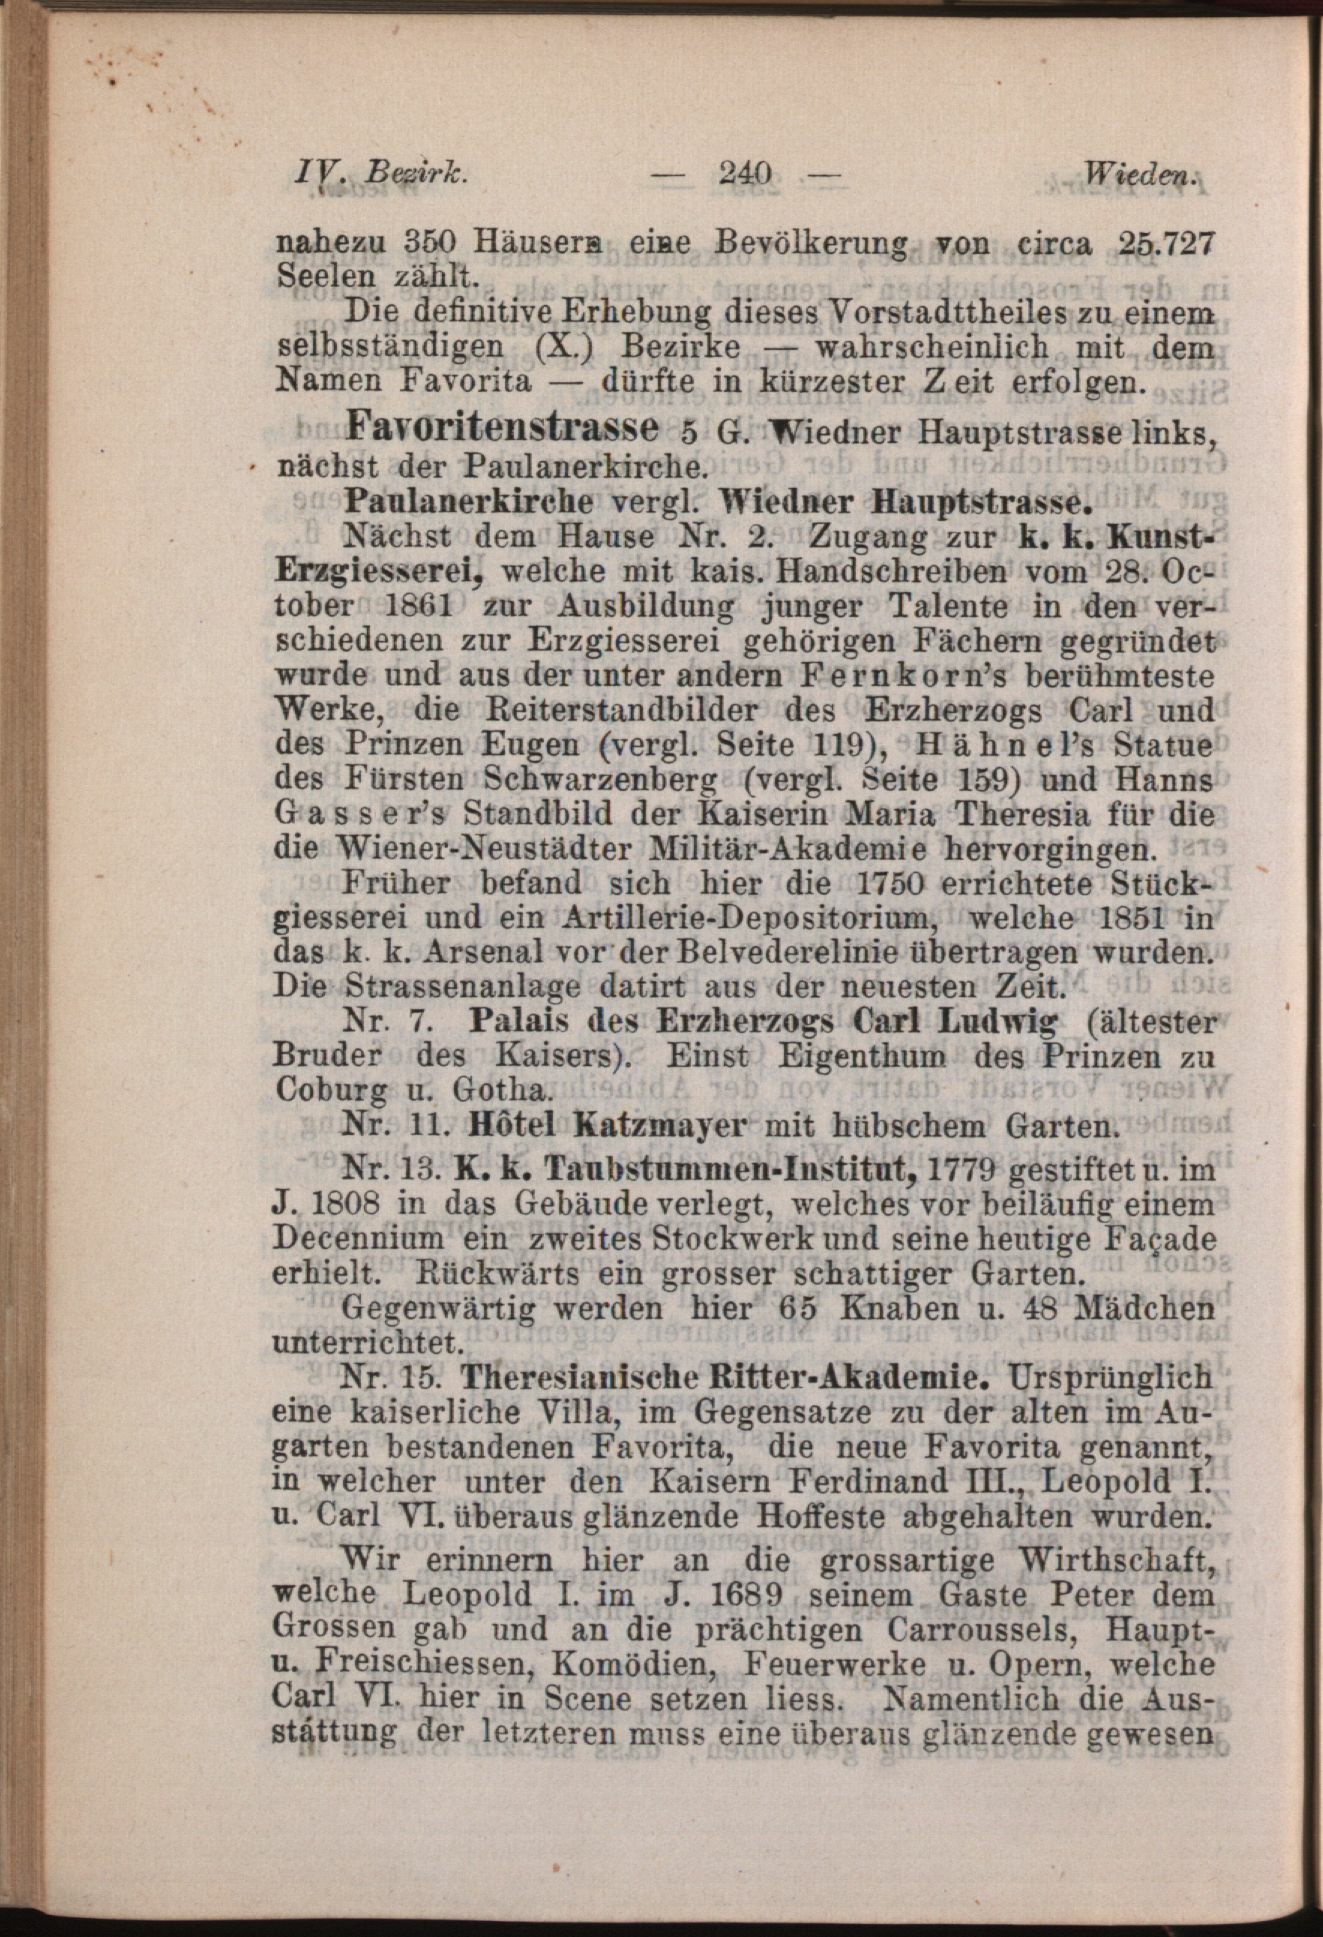 IV. Bezirk. — 240 — Wieden.
nahezu 350 Häusern eine Bevölkerung von circa 25.727
Seelen zählt.
Die definitive Erhebung dieses Vorstadttheiles zu einem
selbsständigen (X.) Bezirke — wahrscheinlich mit dem
Namen Favorita — dürfte in kürzester Zeit erfolgen.
Favoritenstrasse 5 G. Wiedner Hauptstrasse links,
nächst der Paulanerkirche.
Paulanerkirche vergl. Wiedner Hauptstrasse.
Nächst dem Hause Nr. 2. Zugang zur k. k. Kunst-
Erzgiesserei, welche mit kais. Handschreiben vom 28. Oc-
tober 1861 zur Ausbildung junger Talente in den ver-
schiedenen zur Erzgiesserei gehörigen Fächern gegründet
wurde und aus der unter andern Fernkorn's berühmteste
Werke, die Reiterstandbilder des Erzherzogs Carl und
des Prinzen Eugen (vergl. Seite 119), Hähnel's Statue
des Fürsten Schwarzenberg (vergl. Seite 159) und Hanns
Gasser's Standbild der Kaiserin Maria Theresia für die
die Wiener-Neustädter Militär-Akademie hervorgingen.
Früher befand sich hier die 1750 errichtete Stück-
giesserei und ein Artillerie-Depositorium, welche 1851 in
das k. k. Arsenal vor der Belvederelinie übertragen wurden.
Die Strassenanlage datirt aus der neuesten Zeit.
Nr. 7. Palais des Erzherzogs Carl Ludwig (ältester
Bruder des Kaisers). Einst Eigenthum des Prinzen zu
Coburg u. Gotha.
Nr. 11. Hôtel Katzmayer mit hübschem Garten.
Nr. 13. K. k. Taubstummen-Institut, 1779 gestiftet u. im
J. 1808 in das Gebäude verlegt, welches vor beiläufig einem
Decennium ein zweites Stockwerk und seine heutige Façade
erhielt. Rückwärts ein grosser schattiger Garten.
Gegenwärtig werden hier 65 Knaben u. 48 Mädchen
unterrichtet.
Nr. 15. Theresianische Ritter-Akademie. Ursprünglich
eine kaiserliche Villa, im Gegensatze zu der alten im Au-
garten bestandenen Favorita, die neue Favorita genannt,
in welcher unter den Kaisern Ferdinand III., Leopold I.
u. Carl VI. überaus glänzende Hoffeste abgehalten wurden.
Wir erinnern hier an die grossartige Wirthschaft,
welche Leopold I. im J. 1689 seinem Gaste Peter dem
Grossen gab und an die prächtigen Carroussels, Haupt-
u. Freischiessen, Komödien, Feuerwerke u. Opern, welche
Carl VI. hier in Scene setzen liess. Namentlich die Aus-
stattung der letzteren muss eine überaus glänzende gewesen